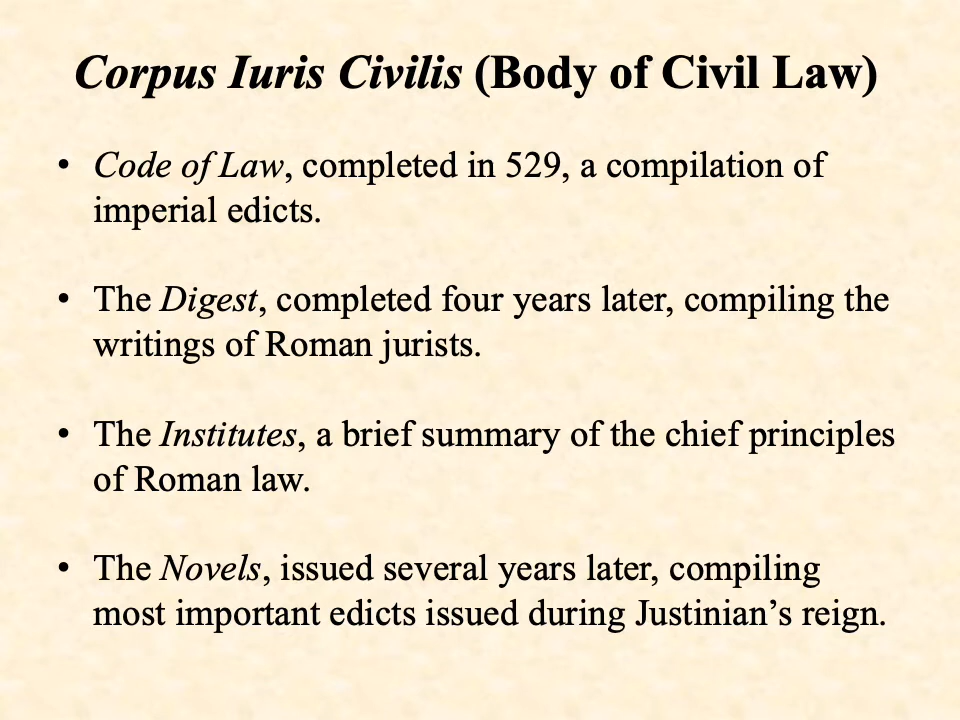 Corpus Iuris Civilis (Body of Civil Law)
• Code of Law, completed in 529, a compilation of
imperial edicts.
• The Digest, completed four years later, compiling the
writings of Roman jurists.
• The Institutes, a brief summary of the chief principles
of Roman law.
• The Novels, issued several years later, compiling
most important edicts issued during Justinian’s reign.